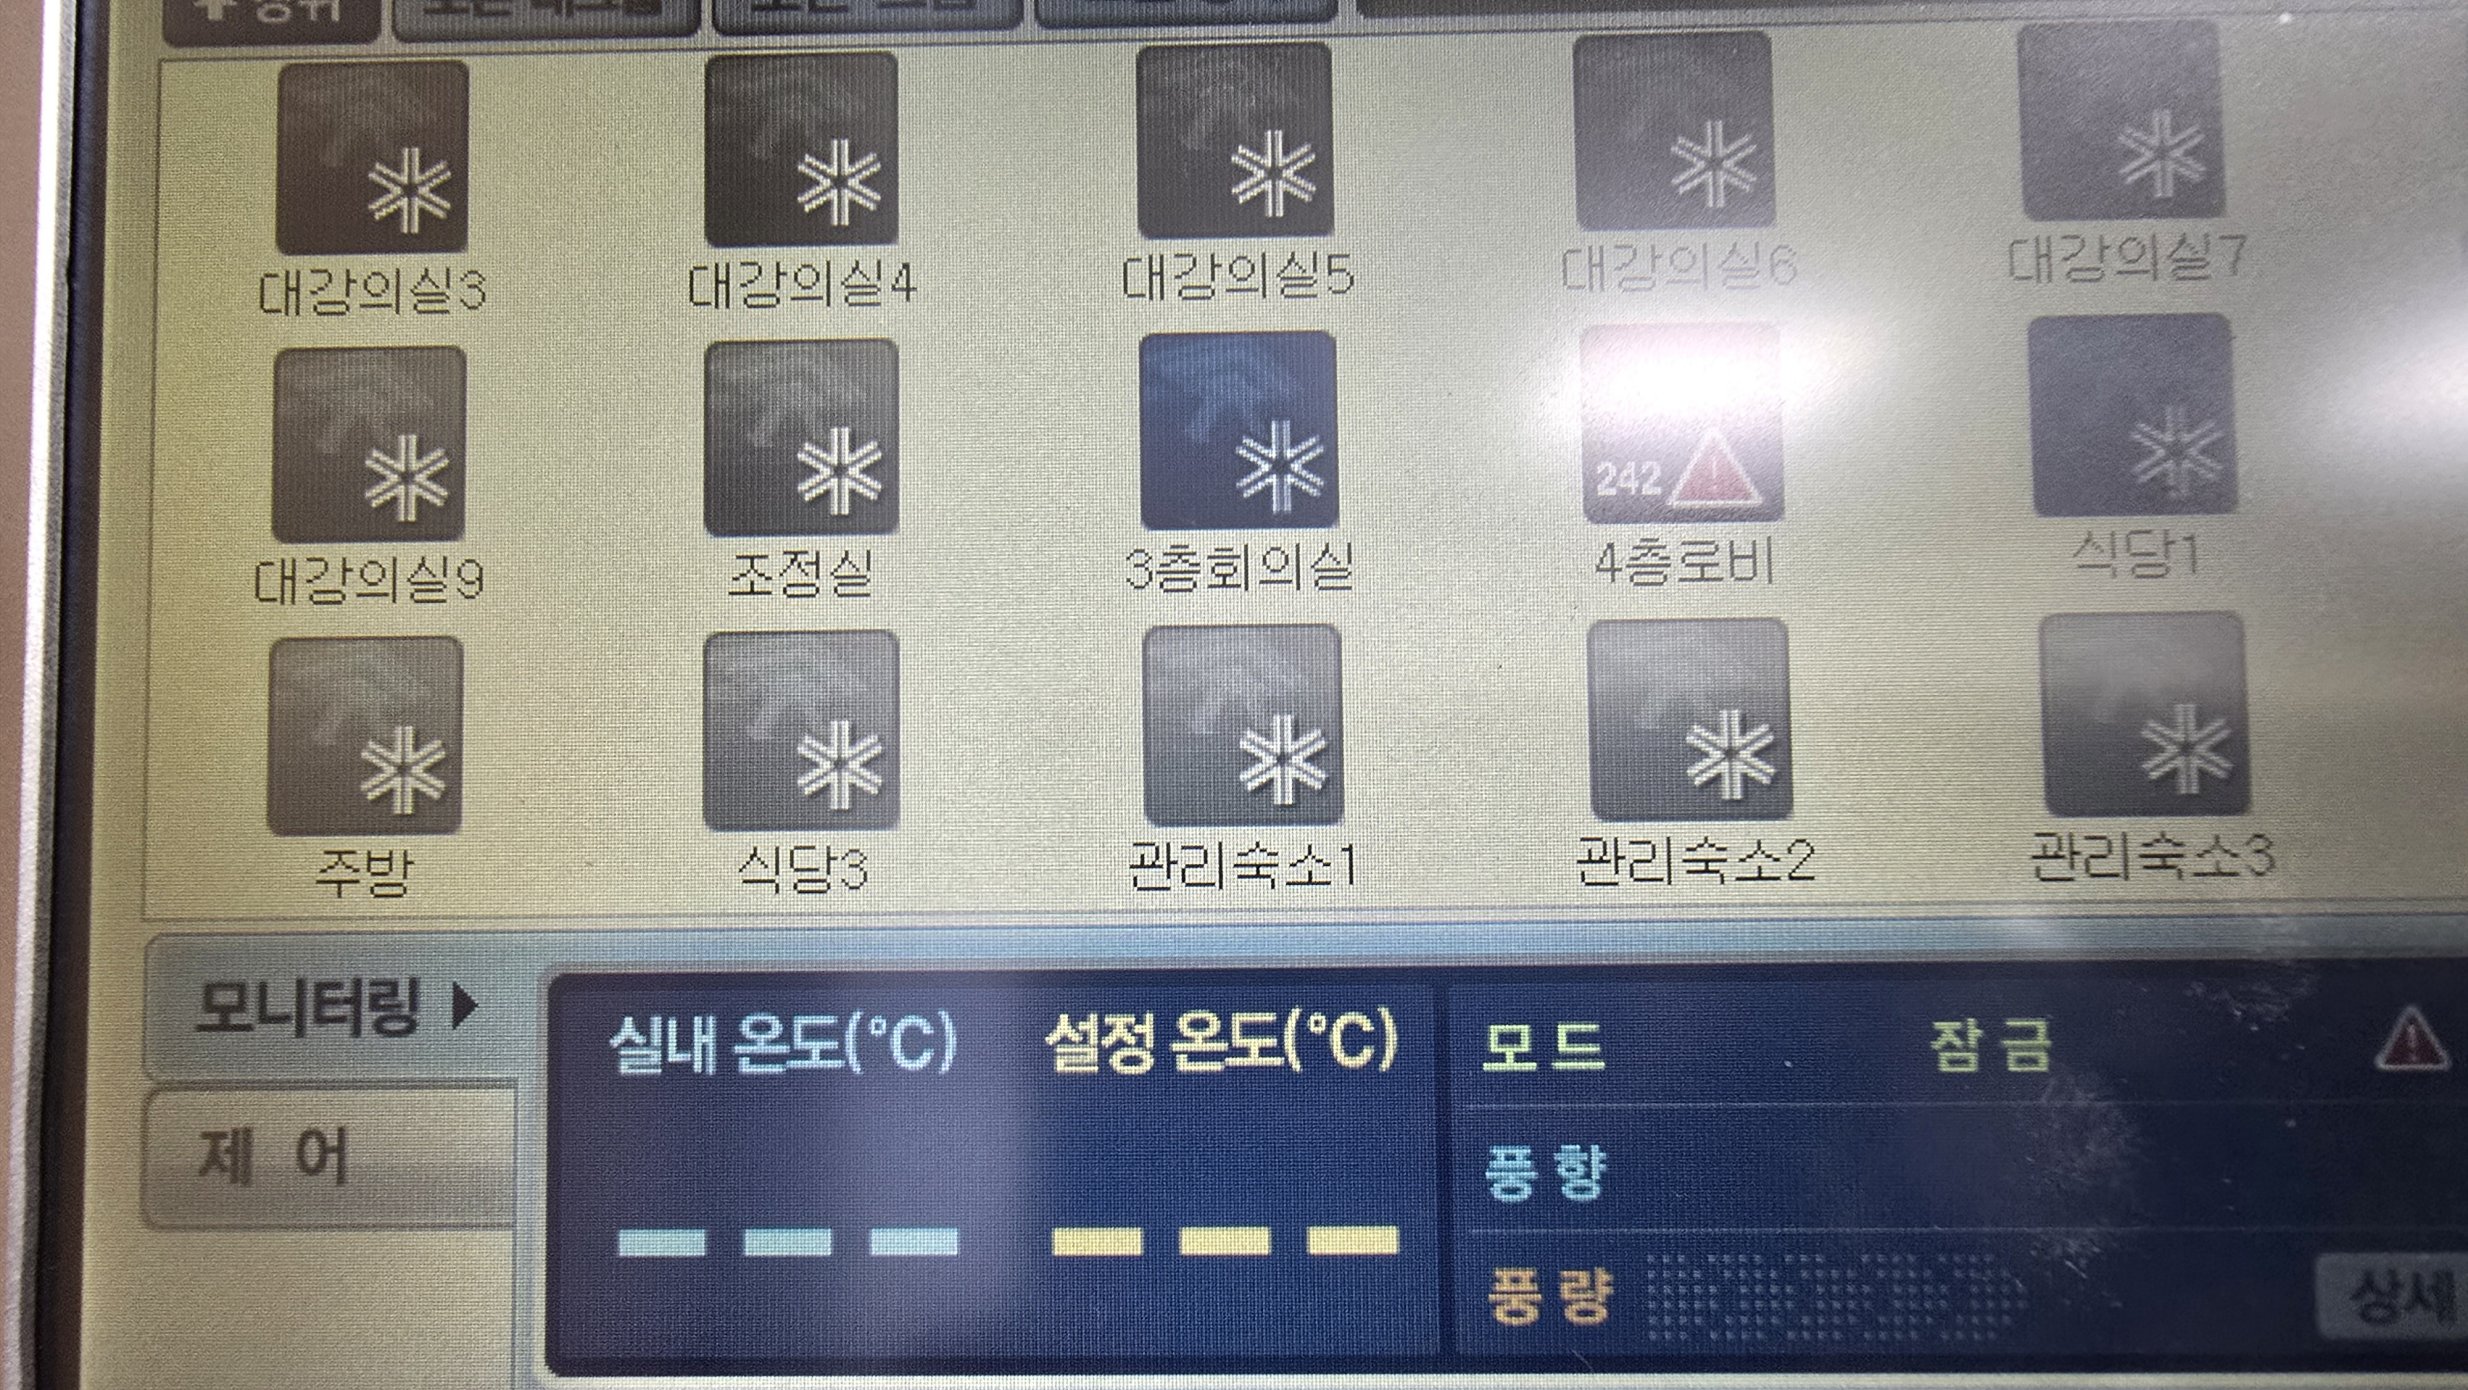 대강의실3 대강의실4 대강의실5 대강의실6 대강의실7
242
대강의실9 조정실 3층회의실 4층로비 식당1
주방 식당3 관리숙소1 관리숙소2 관리숙소3
모니터링
실내 온도(°C) 설정 온도(°C) 모드 잠금
제 어
풍향
풍량
상세